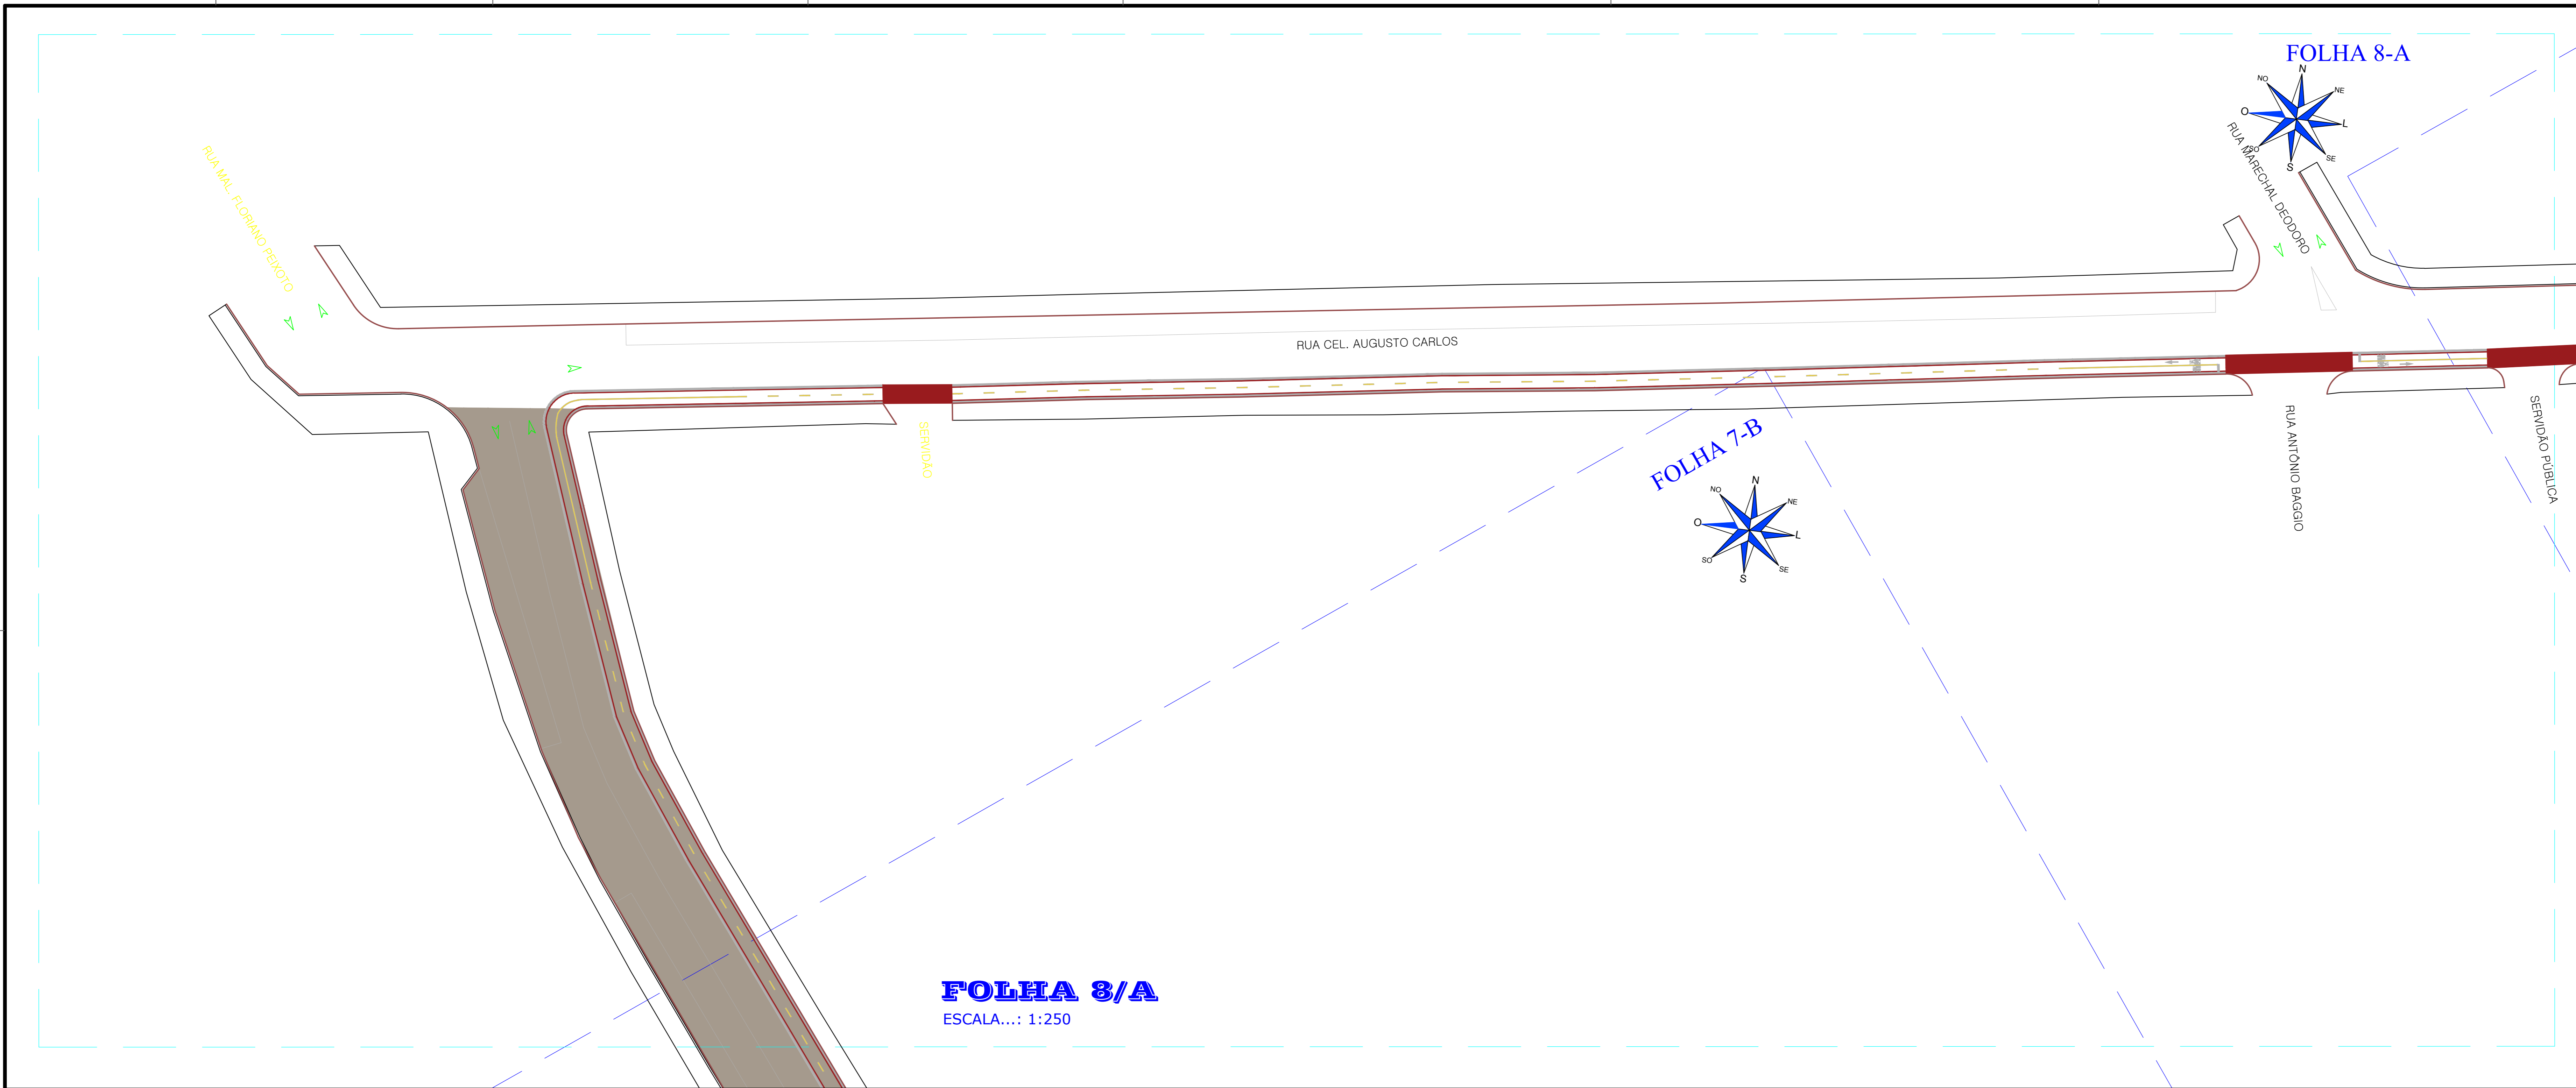 FOLHA 8-A
N
NO
NE
O
L
SO
SE
S
RUA MARECHAL DEODORO
RUA MAL. FLORIANO PEIXOTO
RUA CEL. AUGUSTO CARLOS
SERVIDÃO
FOLHA 7-B
N
NO
NE
O
L
SO
SE
S
RUA ANTÔNIO BAGGIO
SERVIDÃO PÚBLICA
FOLHA 8/A
ESCALA...: 1:250